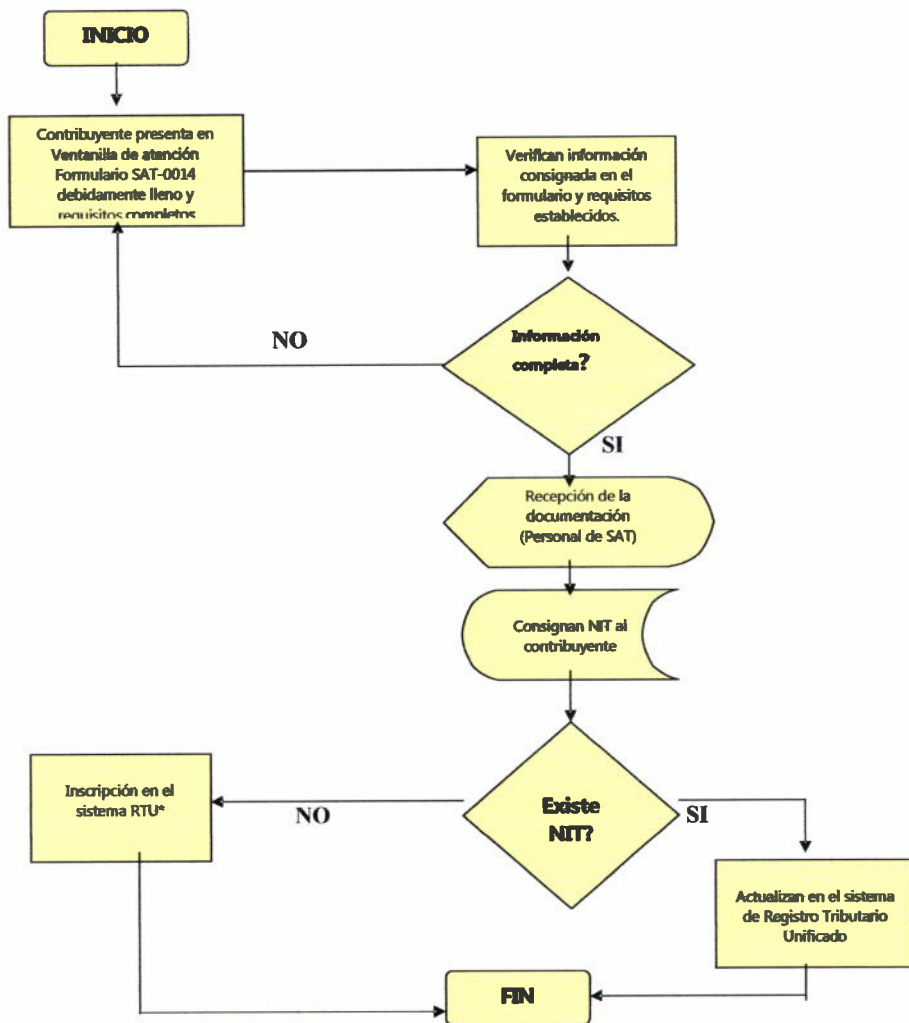 INICIO
Contribuyente presenta en
Ventanilla de atención
Formulario SAT-0014
debidamente lleno y
requisitos completos
Verifican información
consignada en el
formulario y requisitos
establecidos.
Información
completa?
NO
SI
Recepción de la
documentación
(Personal de SAT)
Consignan NIT al
contribuyente
Existe
NIT?
NO
SI
Inscripción en el
sistema RTU*
Actualizan en el sistema
de Registro Tributario
Unificado
FIN